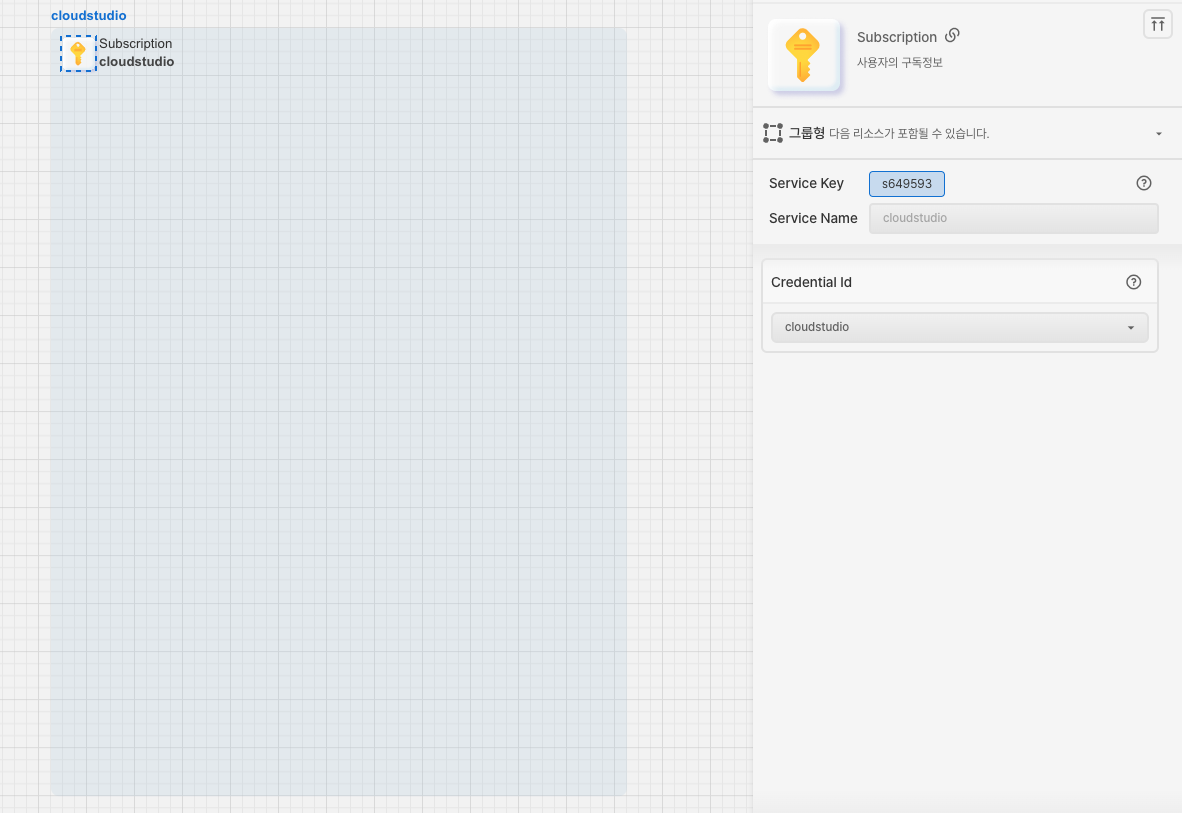 cloudstudio
Subscription
cloudstudio
Subscription
사용자의 구독정보
그룹형 다음 리소스가 포함될 수 있습니다.
Service Key s649593
Service Name cloudstudio
Credential Id
cloudstudio